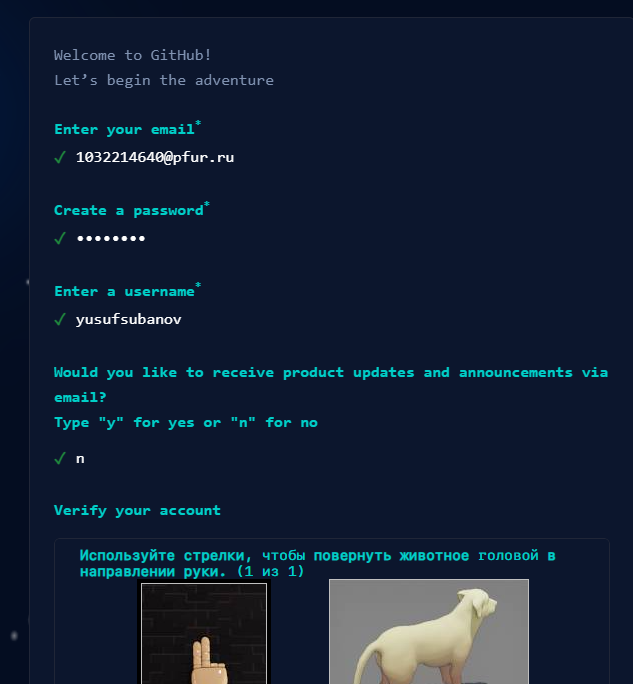 Welcome to GitHub!
Let’s begin the adventure
Enter your email*
✓ 1032214640@pfur.ru
Create a password*
✓ ••••••••
Enter a username*
✓ yusufsubanov
Would you like to receive product updates and announcements via
email?
Type "y" for yes or "n" for no
✓ n
Verify your account
Используйте стрелки, чтобы повернуть животное головой в
направлении руки. (1 из 1)